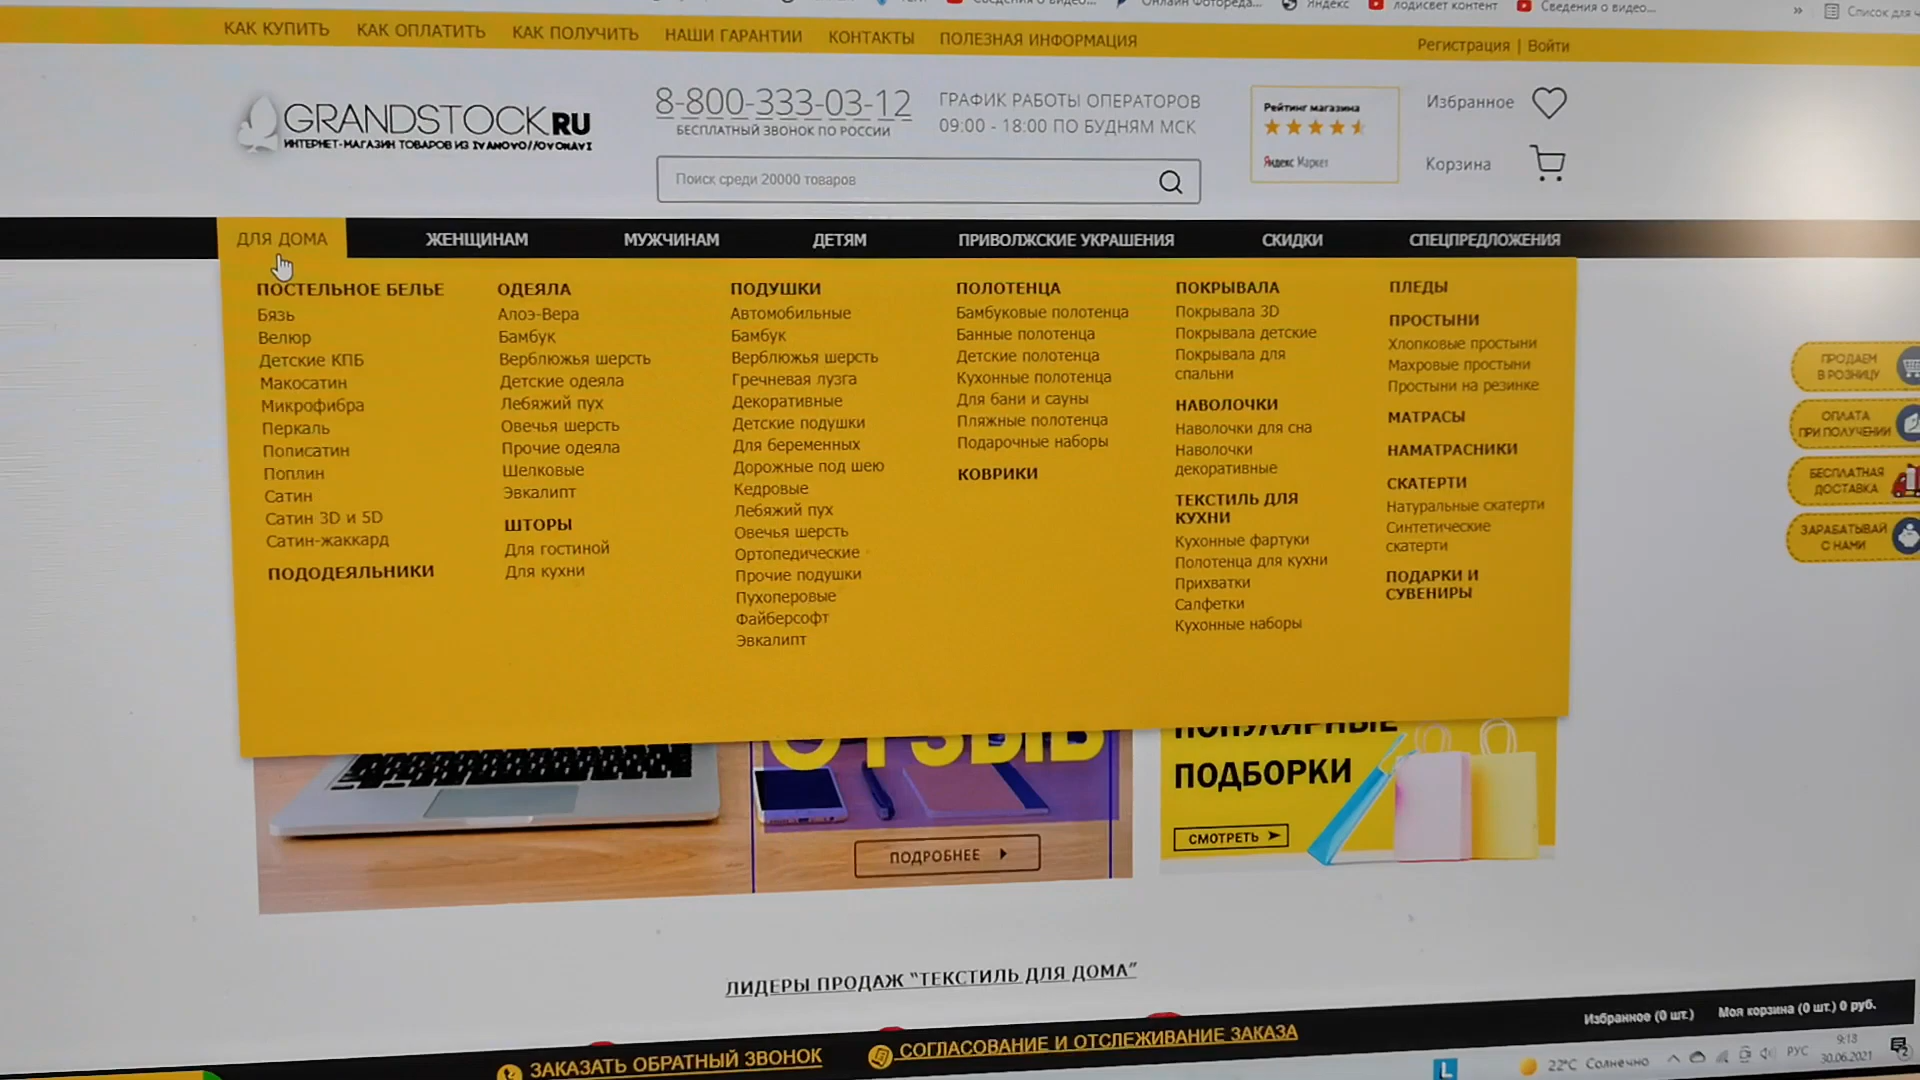 Яндекс
лодисвет контент
Сведения о видео...
КАК КУПИТЬ
КАК ОПЛАТИТЬ
КАК ПОЛУЧИТЬ
НАШИ ГАРАНТИИ
КОНТАКТЫ
ПОЛЕЗНАЯ ИНФОРМАЦИЯ
Регистрация | Войти
GRANDSTOCK.RU
ИНТЕРНЕТ-МАГАЗИН ТОВАРОВ ИЗ IVANOVO//OVONAVI
8-800-333-03-12
БЕСПЛАТНЫЙ ЗВОНОК ПО РОССИИ
ГРАФИК РАБОТЫ ОПЕРАТОРОВ
09:00 - 18:00 ПО БУДНЯМ МСК
Поиск среди 20000 товаров
Рейтинг магазина
Яндекс Маркет
Избранное
Корзина
ДЛЯ ДОМА
ЖЕНЩИНАМ
МУЖЧИНАМ
ДЕТЯМ
ПРИВОЛЖСКИЕ УКРАШЕНИЯ
СКИДКИ
СПЕЦПРЕДЛОЖЕНИЯ
ПОСТЕЛЬНОЕ БЕЛЬЕ
Бязь
Велюр
Детские КПБ
Макосатин
Микрофибра
Перкаль
Полисатин
Поплин
Сатин
Сатин 3D и 5D
Сатин-жаккард
ПОДОДЕЯЛЬНИКИ
ОДЕЯЛА
Алоэ-Вера
Бамбук
Верблюжья шерсть
Детские одеяла
Лебяжий пух
Овечья шерсть
Прочие одеяла
Шелковые
Эвкалипт
ШТОРЫ
Для гостиной
Для кухни
ПОДУШКИ
Автомобильные
Бамбук
Верблюжья шерсть
Гречневая лузга
Декоративные
Детские подушки
Для беременных
Дорожные под шею
Кедровые
Лебяжий пух
Овечья шерсть
Ортопедические
Прочие подушки
Пухоперовые
Файберсофт
Эвкалипт
ПОЛОТЕНЦА
Бамбуковые полотенца
Банные полотенца
Детские полотенца
Кухонные полотенца
Для бани и сауны
Пляжные полотенца
Подарочные наборы
КОВРИКИ
ПОКРЫВАЛА
Покрывала 3D
Покрывала детские
Покрывала для
спальни
НАВОЛОЧКИ
Наволочки для сна
Наволочки
декоративные
ТЕКСТИЛЬ ДЛЯ
КУХНИ
Кухонные фартуки
Полотенца для кухни
Прихватки
Салфетки
Кухонные наборы
ПЛЕДЫ
ПРОСТЫНИ
Хлопковые простыни
Махровые простыни
Простыни на резинке
МАТРАСЫ
НАМАТРАСНИКИ
СКАТЕРТИ
Натуральные скатерти
Синтетические
скатерти
ПОДАРКИ И
СУВЕНИРЫ
ПРОДАЕМ
В РОЗНИЦУ
ОПЛАТА
ПРИ ПОЛУЧЕНИИ
БЕСПЛАТНАЯ
ДОСТАВКА
ЗАРАБАТЫВАЙ
С НАМИ
ОТЗЫВ
ПОДРОБНЕЕ
ПОПУЛЯРНЫЕ
ПОДБОРКИ
СМОТРЕТЬ
ЛИДЕРЫ ПРОДАЖ "ТЕКСТИЛЬ ДЛЯ ДОМА"
ЗАКАЗАТЬ ОБРАТНЫЙ ЗВОНОК
СОГЛАСОВАНИЕ И ОТСЛЕЖИВАНИЕ ЗАКАЗА
Избранное (0 шт.)
Моя корзина (0 шт.) 0 руб.
L
22°C Солнечно
РУС
9:18
30.06.2021
2